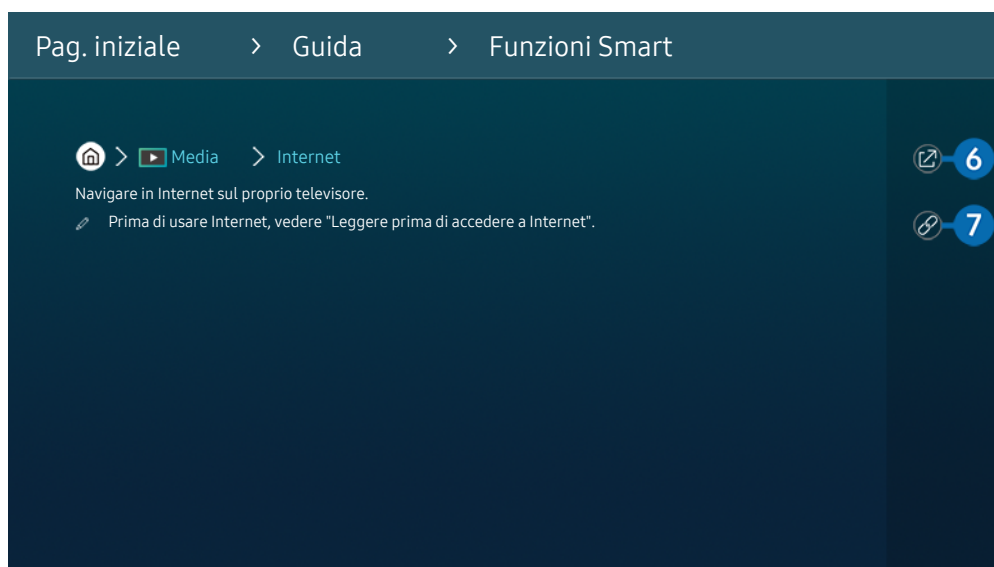 Pag. iniziale > Guida > Funzioni Smart
> Media > Internet
6
Navigare in Internet sul proprio televisore.
Prima di usare Internet, vedere "Leggere prima di accedere a Internet".
7